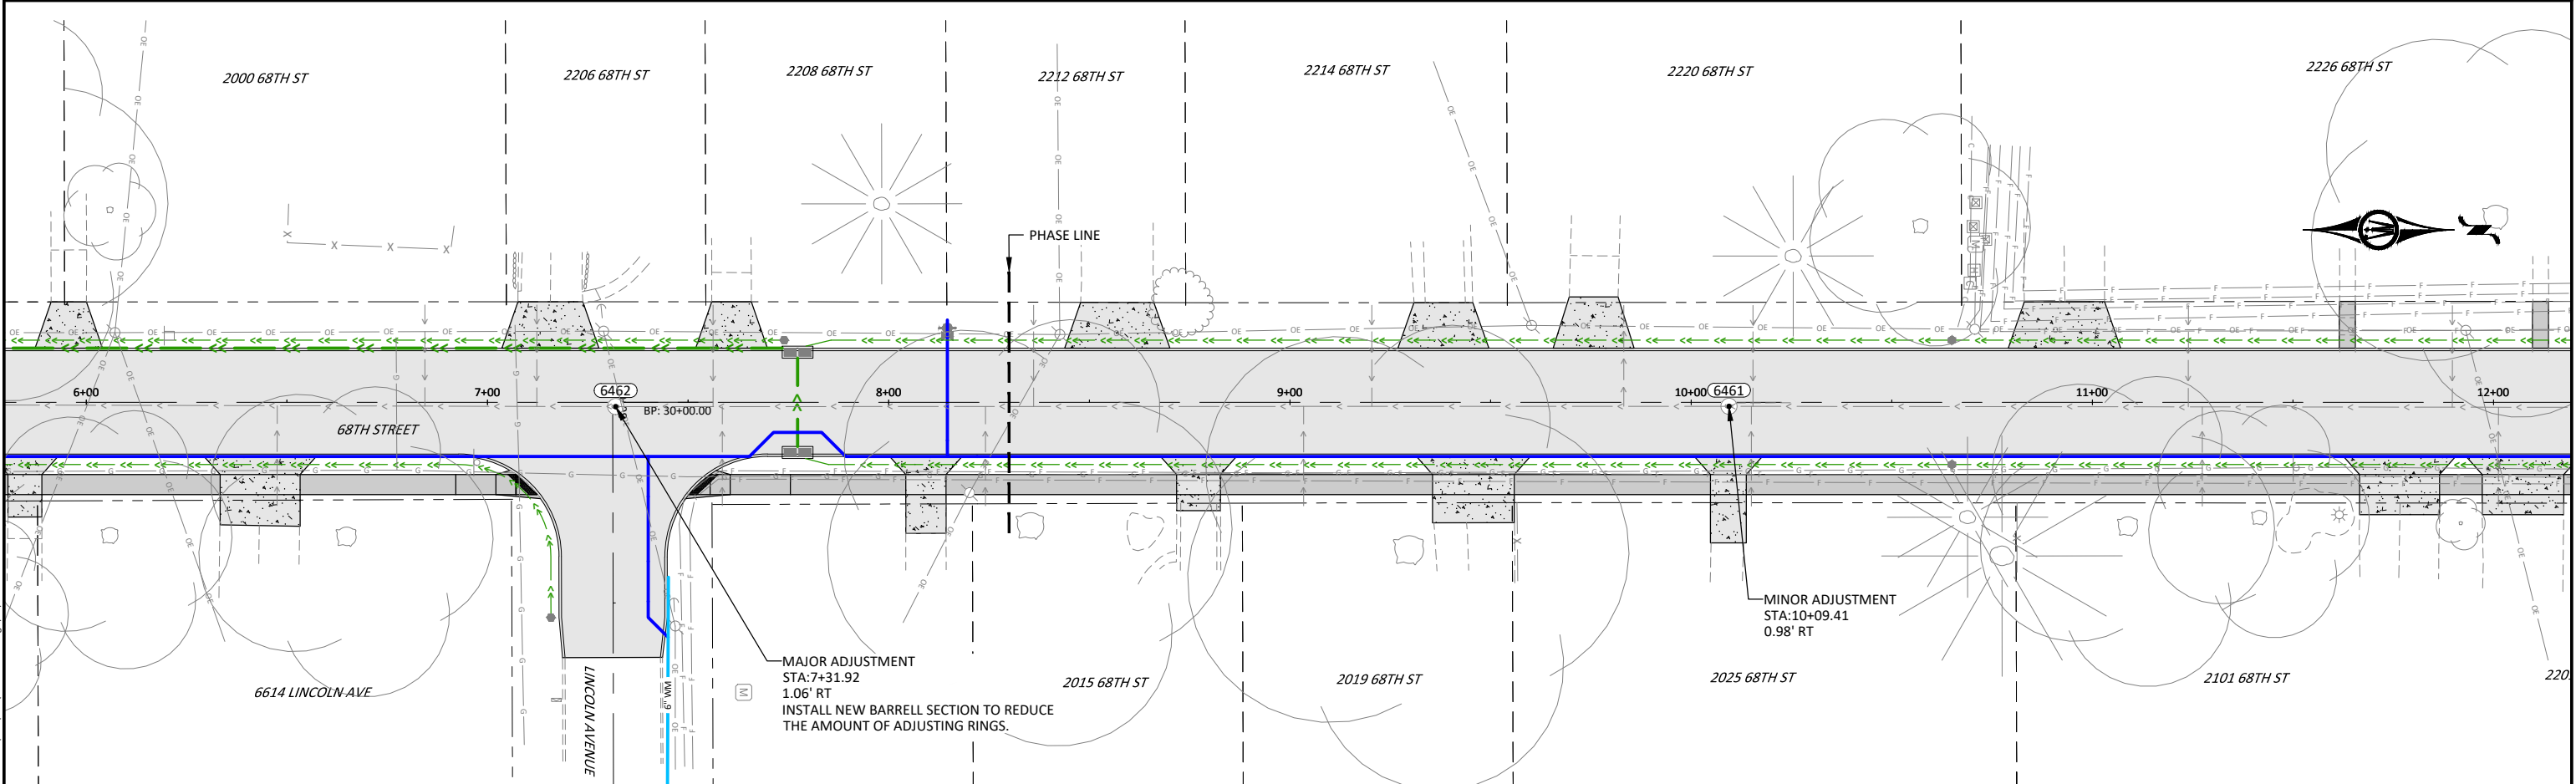 2000 68TH ST
2206 68TH ST
2208 68TH ST
2212 68TH ST
2214 68TH ST
2220 68TH ST
2226 68TH ST
PHASE LINE
6+00
7+00
6462
BP: 30+00.00
8+00
9+00
10+00
6461
11+00
12+00
68TH STREET
MINOR ADJUSTMENT
STA:10+09.41
0.98' RT
MAJOR ADJUSTMENT
STA:7+31.92
1.06' RT
INSTALL NEW BARRELL SECTION TO REDUCE
THE AMOUNT OF ADJUSTING RINGS.
6614 LINCOLN AVE
LINCOLN AVENUE
6" WM
M
2015 68TH ST
2019 68TH ST
2025 68TH ST
2101 68TH ST